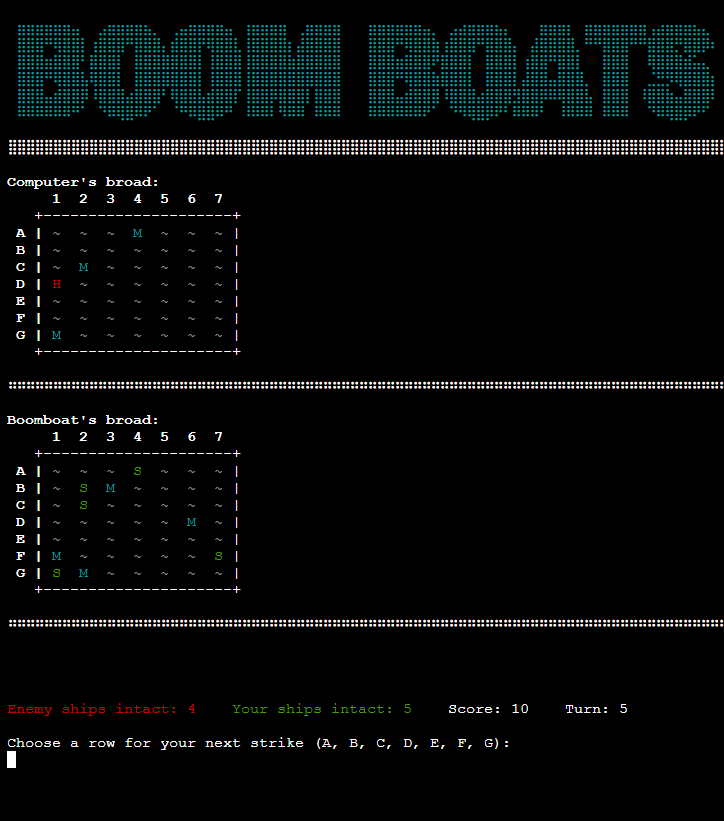 BOOM BOATS
Computer's broad:
1 2 3 4 5 6 7
+----------------------+
A | ~ ~ ~ M ~ ~ ~ |
B | ~ ~ ~ ~ ~ ~ ~ |
C | ~ M ~ ~ ~ ~ ~ |
D | H ~ ~ ~ ~ ~ ~ |
E | ~ ~ ~ ~ ~ ~ ~ |
F | ~ ~ ~ ~ ~ ~ ~ |
G | M ~ ~ ~ ~ ~ ~ |
+----------------------+
Boomboat's broad:
1 2 3 4 5 6 7
+----------------------+
A | ~ ~ ~ S ~ ~ ~ |
B | ~ S M ~ ~ ~ ~ |
C | ~ S ~ ~ ~ ~ ~ |
D | ~ ~ ~ ~ ~ M ~ |
E | ~ ~ ~ ~ ~ ~ ~ |
F | M ~ ~ ~ ~ ~ S |
G | S M ~ ~ ~ ~ ~ |
+----------------------+
Enemy ships intact: 4 Your ships intact: 5 Score: 10 Turn: 5
Choose a row for your next strike (A, B, C, D, E, F, G):